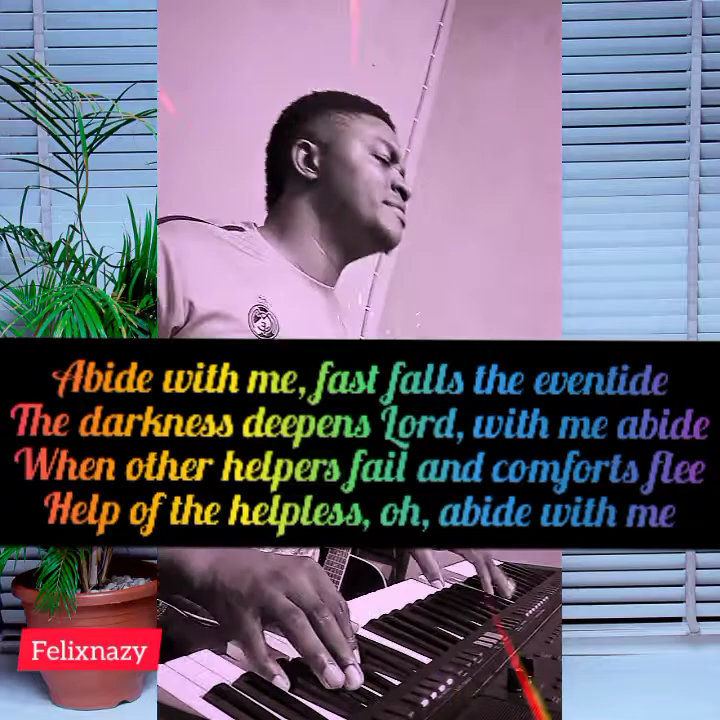 Abide with me, fast falls the eventide
The darkness deepens Lord, with me abide
When other helpers fail and comforts flee
Help of the helpless, oh, abide with me
Felixnazy